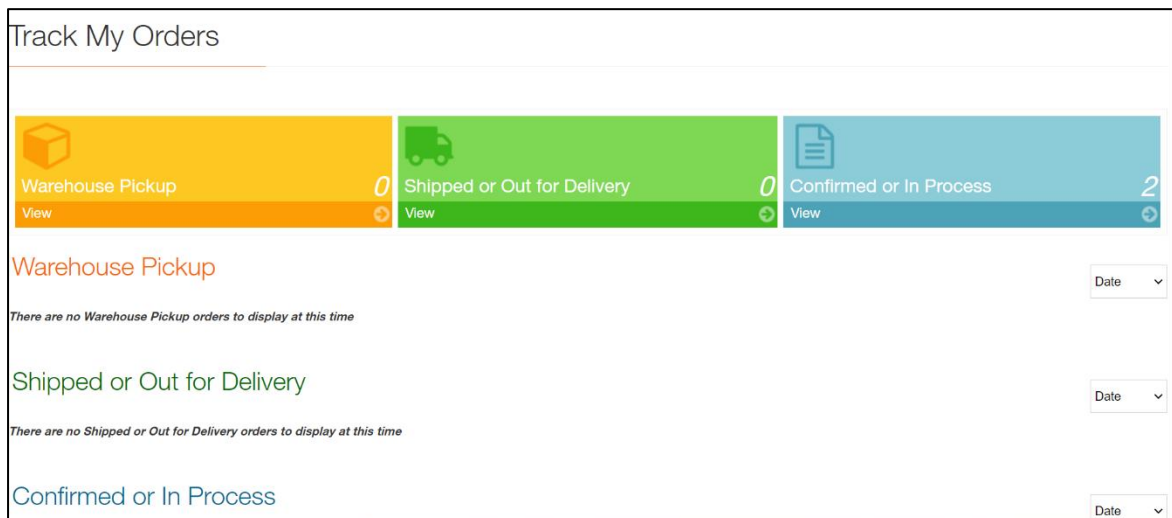 Track My Orders
Warehouse Pickup 0
View
Shipped or Out for Delivery 0
View
Confirmed or In Process 2
View
Warehouse Pickup
Date
There are no Warehouse Pickup orders to display at this time
Shipped or Out for Delivery
Date
There are no Shipped or Out for Delivery orders to display at this time
Confirmed or In Process
Date